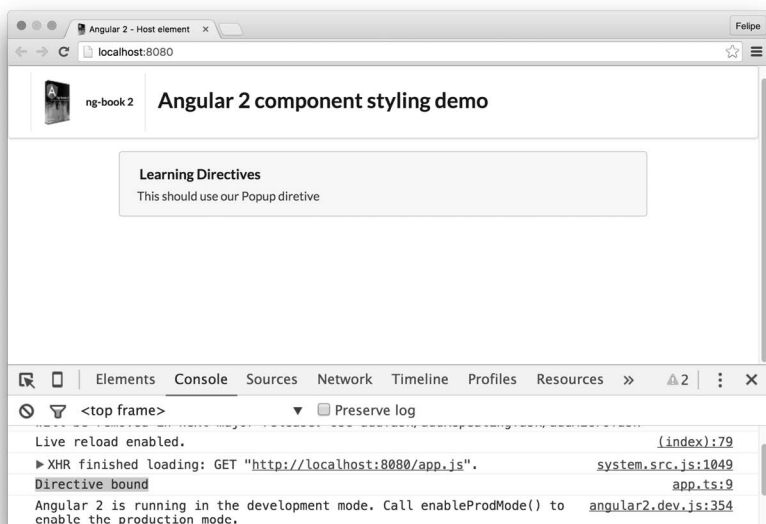 Angular 2 - Host element
Felipe
localhost:8080
ng-book 2
Angular 2 component styling demo
Learning Directives
This should use our Popup diretive
Elements Console Sources Network Timeline Profiles Resources » 2
<top frame> Preserve log
Live reload enabled. (index):79
XHR finished loading: GET "http://localhost:8080/app.js". system.src.js:1049
Directive bound app.ts:9
Angular 2 is running in the development mode. Call enableProdMode() to angular2.dev.js:354
enable the production mode.